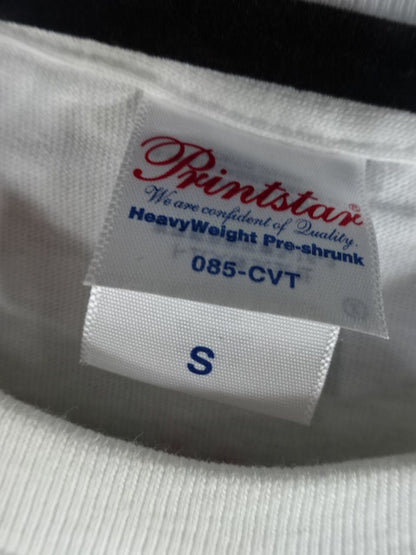 Printstar®
We are confident of Quality.
HeavyWeight Pre-shrunk
085-CVT
S